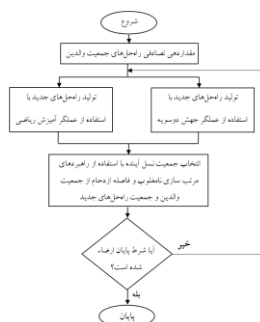 شروع
مقداردهی تصادفی راه‌حل‌های جمعیت والدین
تولید راه‌حل‌های جدید با
استفاده از عملگر جهش دوسویه
تولید راه‌حل‌های جدید با
استفاده از عملگر آمیزش ریاضی
انتخاب جمعیت نسل آینده با استفاده از راهبردهای
مرتب سازی نامغلوب و فاصله ازدحام از جمعیت
والدین و جمعیت راه‌حل‌های جدید
آیا شرط پایان ارضاء
شده است؟
خیر
بله
پایان